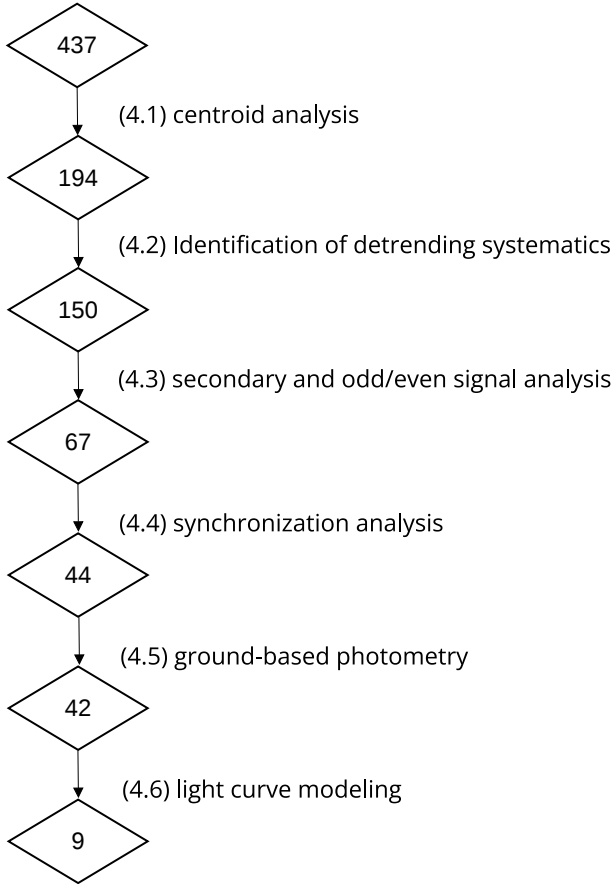 437
(4.1) centroid analysis
194
(4.2) Identification of detrending systematics
150
(4.3) secondary and odd/even signal analysis
67
(4.4) synchronization analysis
44
(4.5) ground-based photometry
42
(4.6) light curve modeling
9